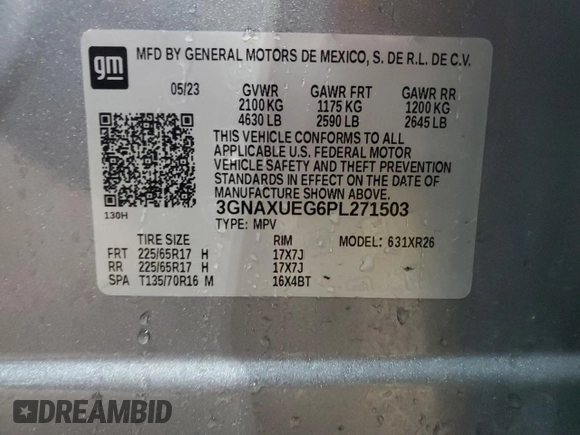 gm
MFD BY GENERAL MOTORS DE MEXICO, S. DE R.L. DE C.V.
05/23 GVWR GAWR FRT GAWR RR
2100 KG 1175 KG 1200 KG
4630 LB 2590 LB 2645 LB
THIS VEHICLE CONFORMS TO ALL
APPLICABLE U.S. FEDERAL MOTOR
VEHICLE SAFETY AND THEFT PREVENTION
STANDARDS IN EFFECT ON THE DATE OF
MANUFACTURE SHOWN ABOVE.
130H
3GNAXUEG6PL271503
TYPE: MPV
TIRE SIZE RIM MODEL: 631XR26
FRT 225/65R17 H 17X7J
RR 225/65R17 H 17X7J
SPA T135/70R16 M 16X4BT
DREAMBID